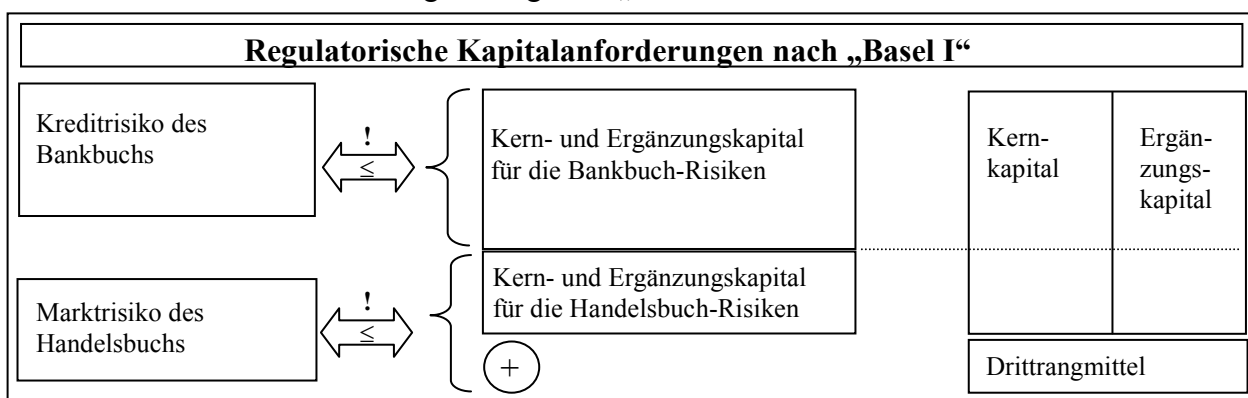 Regulatorische Kapitalanforderungen nach „Basel I“
Kreditrisiko des
Bankbuchs
!
≤
Kern- und Ergänzungskapital
für die Bankbuch-Risiken
Kern-
kapital
Ergän-
zungs-
kapital
Marktrisiko des
Handelsbuchs
!
≤
Kern- und Ergänzungskapital
für die Handelsbuch-Risiken
+
Drittrangmittel